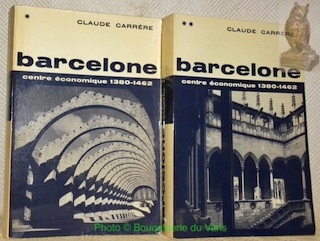 *
CLAUDE CARRÈRE
barcelone
centre économique 1380-1462
**
CLAUDE CARRÈRE
barcelone
centre économique 1380-1462
Photo © Bouquinerie du Varis